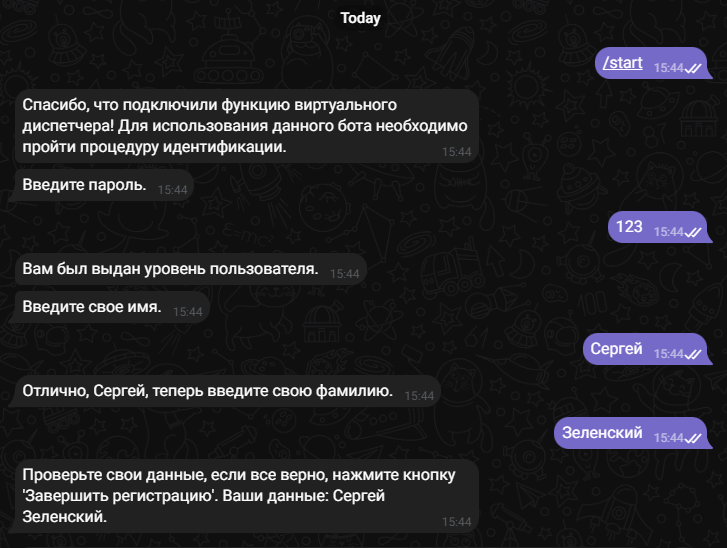 Today
/start 15:44
Спасибо, что подключили функцию виртуального
диспетчера! Для использования данного бота необходимо
пройти процедуру идентификации. 15:44
Введите пароль. 15:44
123 15:44
Вам был выдан уровень пользователя. 15:44
Введите свое имя. 15:44
Сергей 15:44
Отлично, Сергей, теперь введите свою фамилию. 15:44
Зеленский 15:44
Проверьте свои данные, если все верно, нажмите кнопку
'Завершить регистрацию'. Ваши данные: Сергей
Зеленский. 15:44